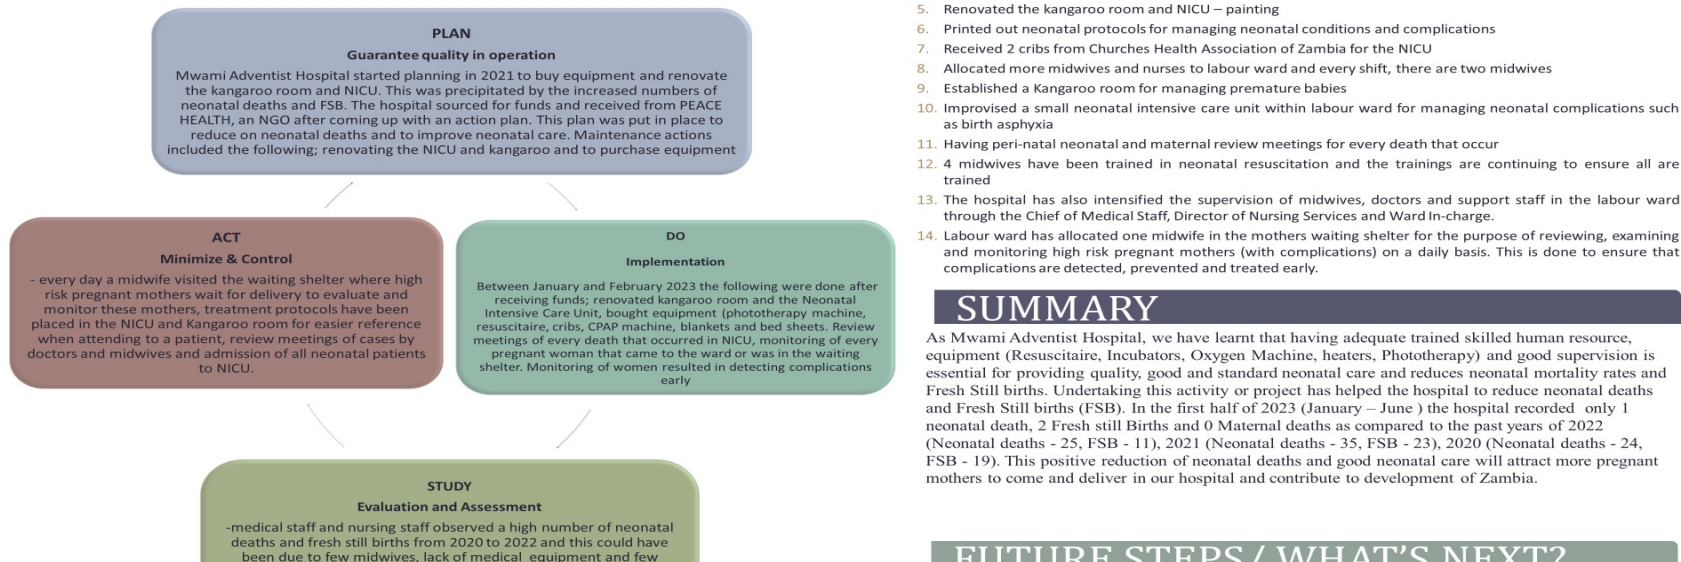 PLAN
Guarantee quality in operation
Mwami Adventist Hospital started planning in 2021 to buy equipment and renovate
the kangaroo room and NICU. This was precipitated by the increased numbers of
neonatal deaths and FSB. The hospital sourced for funds and received from PEACE
HEALTH, an NGO after coming up with an action plan. This plan was put in place to
reduce on neonatal deaths and to improve neonatal care. Maintenance actions
included the following; renovating the NICU and kangaroo and to purchase equipment
ACT
Minimize & Control
- every day a midwife visited the waiting shelter where high
risk pregnant mothers wait for delivery to evaluate and
monitor these mothers, treatment protocols have been
placed in the NICU and Kangaroo room for easier reference
when attending to a patient, review meetings of cases by
doctors and midwives and admission of all neonatal patients
to NICU.
DO
Implementation
Between January and February 2023 the following were done after
receiving funds; renovated kangaroo room and the Neonatal
Intensive Care Unit, bought equipment (phototherapy machine,
resuscitaire, cribs, CPAP machine, blankets and bed sheets. Review
meetings of every death that occurred in NICU, monitoring of every
pregnant woman that came to the ward or was in the waiting
shelter. Monitoring of women resulted in detecting complications
early
STUDY
Evaluation and Assessment
-medical staff and nursing staff observed a high number of neonatal
deaths and fresh still births from 2020 to 2022 and this could have
been due to few midwives, lack of medical equipment and few
5. Renovated the kangaroo room and NICU – painting
6. Printed out neonatal protocols for managing neonatal conditions and complications
7. Received 2 cribs from Churches Health Association of Zambia for the NICU
8. Allocated more midwives and nurses to labour ward and every shift, there are two midwives
9. Established a Kangaroo room for managing premature babies
10. Improvised a small neonatal intensive care unit within labour ward for managing neonatal complications such
as birth asphyxia
11. Having peri-natal neonatal and maternal review meetings for every death that occur
12. 4 midwives have been trained in neonatal resuscitation and the trainings are continuing to ensure all are
trained
13. The hospital has also intensified the supervision of midwives, doctors and support staff in the labour ward
through the Chief of Medical Staff, Director of Nursing Services and Ward In-charge.
14. Labour ward has allocated one midwife in the mothers waiting shelter for the purpose of reviewing, examining
and monitoring high risk pregnant mothers (with complications) on a daily basis. This is done to ensure that
complications are detected, prevented and treated early.
SUMMARY
As Mwami Adventist Hospital, we have learnt that having adequate trained skilled human resource,
equipment (Resuscitaire, Incubators, Oxygen Machine, heaters, Phototherapy) and good supervision is
essential for providing quality, good and standard neonatal care and reduces neonatal mortality rates and
Fresh Still births. Undertaking this activity or project has helped the hospital to reduce neonatal deaths
and Fresh Still births (FSB). In the first half of 2023 (January – June ) the hospital recorded only 1
neonatal death, 2 Fresh still Births and 0 Maternal deaths as compared to the past years of 2022
(Neonatal deaths - 25, FSB - 11), 2021 (Neonatal deaths - 35, FSB - 23), 2020 (Neonatal deaths - 24,
FSB - 19). This positive reduction of neonatal deaths and good neonatal care will attract more pregnant
mothers to come and deliver in our hospital and contribute to development of Zambia.
FUTURE STEPS/ WHAT'S NEXT?